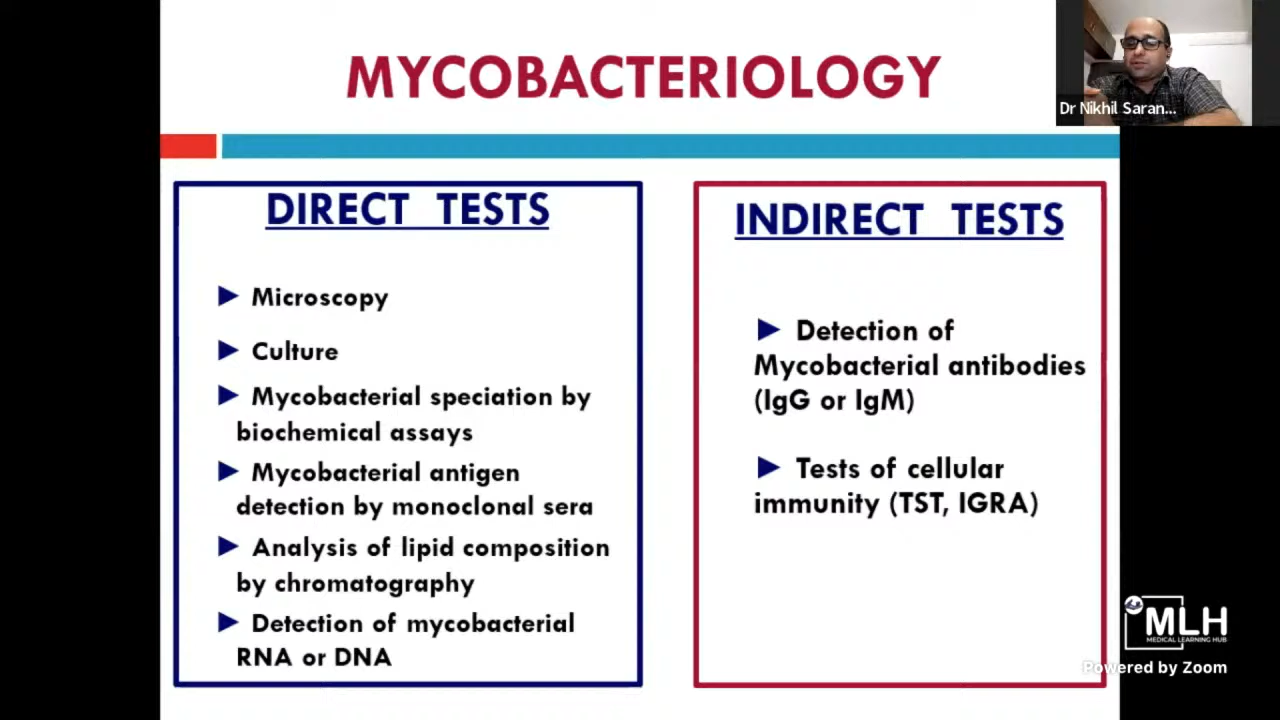 MYCOBACTERIOLOGY
Dr Nikhil Saran...
DIRECT TESTS
► Microscopy
► Culture
► Mycobacterial speciation by
biochemical assays
► Mycobacterial antigen
detection by monoclonal sera
► Analysis of lipid composition
by chromatography
► Detection of mycobacterial
RNA or DNA
INDIRECT TESTS
► Detection of
Mycobacterial antibodies
(IgG or IgM)
► Tests of cellular
immunity (TST, IGRA)
MLH
MEDICAL LEARNING HUB
Powered by Zoom